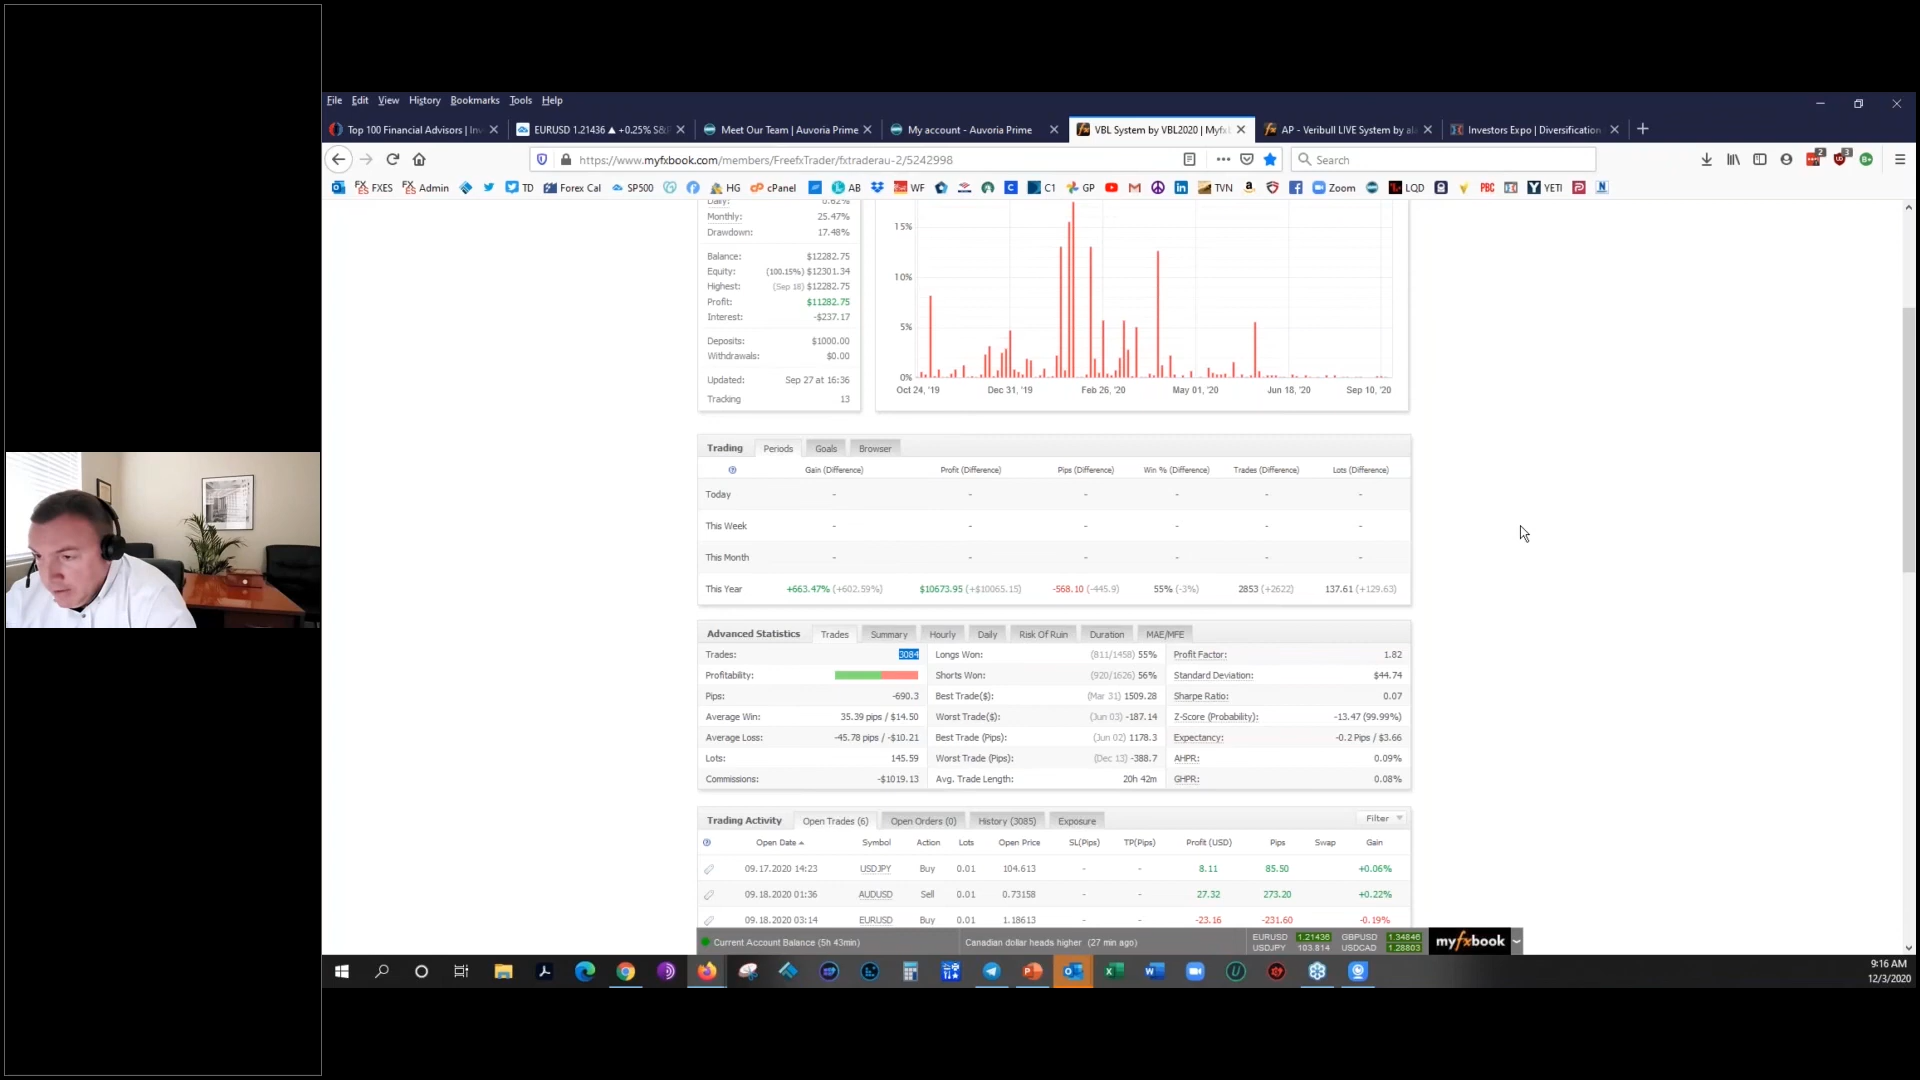 File Edit View History Bookmarks Tools Help
Top 100 Financial Advisors | Inv
EURUSD 1.21436 ▲ +0.25% S&
Meet Our Team | Auvoria Prime
My account - Auvoria Prime
VBL System by VBL2020 | Myfx
AP - Veribull LIVE System by al
Investors Expo | Diversification
https://www.myfxbook.com/members/FreefxTrader/fxtraderau-2/5242998
Search
2
3
FXES Admin TD Forex Cal SP500 HG cPanel AB WF C1 GP TVN Zoom LQD PBC YETI
Daily: 0.62%
Monthly: 25.47%
Drawdown: 17.48%
Balance: $12282.75
Equity: (100.15%) $12301.34
Highest: (Sep 18) $12282.75
Profit: $11282.75
Interest: -$237.17
Deposits: $1000.00
Withdrawals: $0.00
Updated: Sep 27 at 16:36
Tracking 13
15%
10%
5%
0%
Oct 24, '19 Dec 31, '19 Feb 26, '20 May 01, '20 Jun 18, '20 Sep 10, '20
Trading Periods Goals Browser
Gain (Difference) Profit (Difference) Pips (Difference) Win % (Difference) Trades (Difference) Lots (Difference)
Today - - - - - -
This Week - - - - - -
This Month - - - - - -
This Year +663.47% (+602.59%) $10673.95 (+$10065.15) -568.10 (-445.9) 55% (-3%) 2853 (+2622) 137.61 (+129.63)
Advanced Statistics Trades Summary Hourly Daily Risk Of Ruin Duration MAE/MFE
Trades: 3084 Longs Won: (811/1458) 55% Profit Factor: 1.82
Profitability: Shorts Won: (920/1626) 56% Standard Deviation: $44.74
Pips: -690.3 Best Trade($): (Mar 31) 1509.28 Sharpe Ratio: 0.07
Average Win: 35.39 pips / $14.50 Worst Trade($): (Jun 03) -187.14 Z-Score (Probability): -13.47 (99.99%)
Average Loss: -45.78 pips / -$10.21 Best Trade (Pips): (Jun 02) 1178.3 Expectancy: -0.2 Pips / $3.66
Lots: 145.59 Worst Trade (Pips): (Dec 13) -388.7 AHPR: 0.09%
Commissions: -$1019.13 Avg. Trade Length: 20h 42m GHPR: 0.08%
Trading Activity Open Trades (6) Open Orders (0) History (3085) Exposure Filter
Open Date Symbol Action Lots Open Price SL(Pips) TP(Pips) Profit (USD) Pips Swap Gain
09.17.2020 14:23 USDJPY Buy 0.01 104.613 - - 8.11 85.50 +0.06%
09.18.2020 01:36 AUDUSD Sell 0.01 0.73158 - - 27.32 273.20 +0.22%
09.18.2020 03:14 EURUSD Buy 0.01 1.18613 - - -23.16 -231.60 -0.19%
Current Account Balance (5h 43min) Canadian dollar heads higher (27 min ago)
EURUSD 1.21436 GBPUSD 1.34846
USDJPY 103.814 USDCAD 1.28803
myfxbook
9:16 AM
12/3/2020